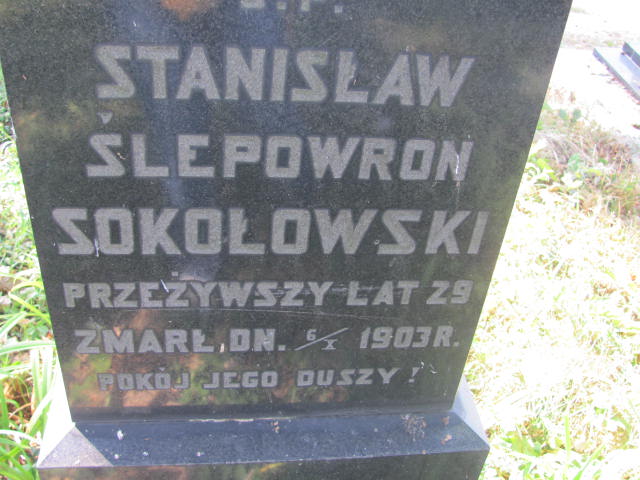 Ś.P.
STANISŁAW
ŚLEPOWRON
SOKOŁOWSKI
PRZEŻYWSZY LAT 29
ZMARŁ, DN. 6/X 1903 R.
POKÓJ JEGO DUSZY!